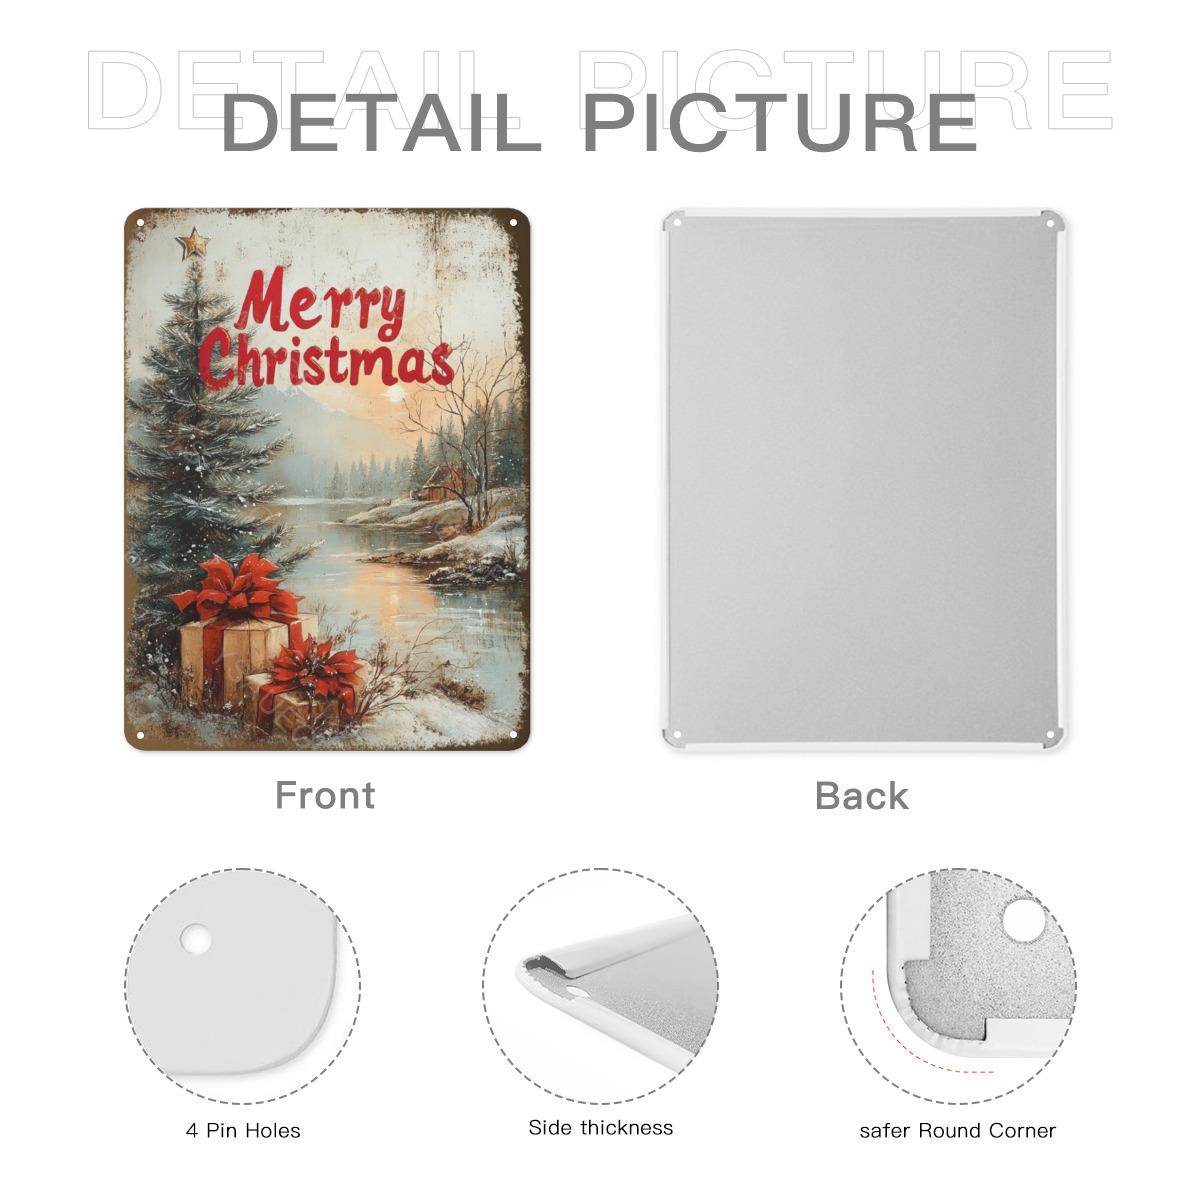 DETAIL PICTURE
DETAIL PICTURE
Merry
Christmas
Front
Back
4 Pin Holes
Side thickness
safer Round Corner